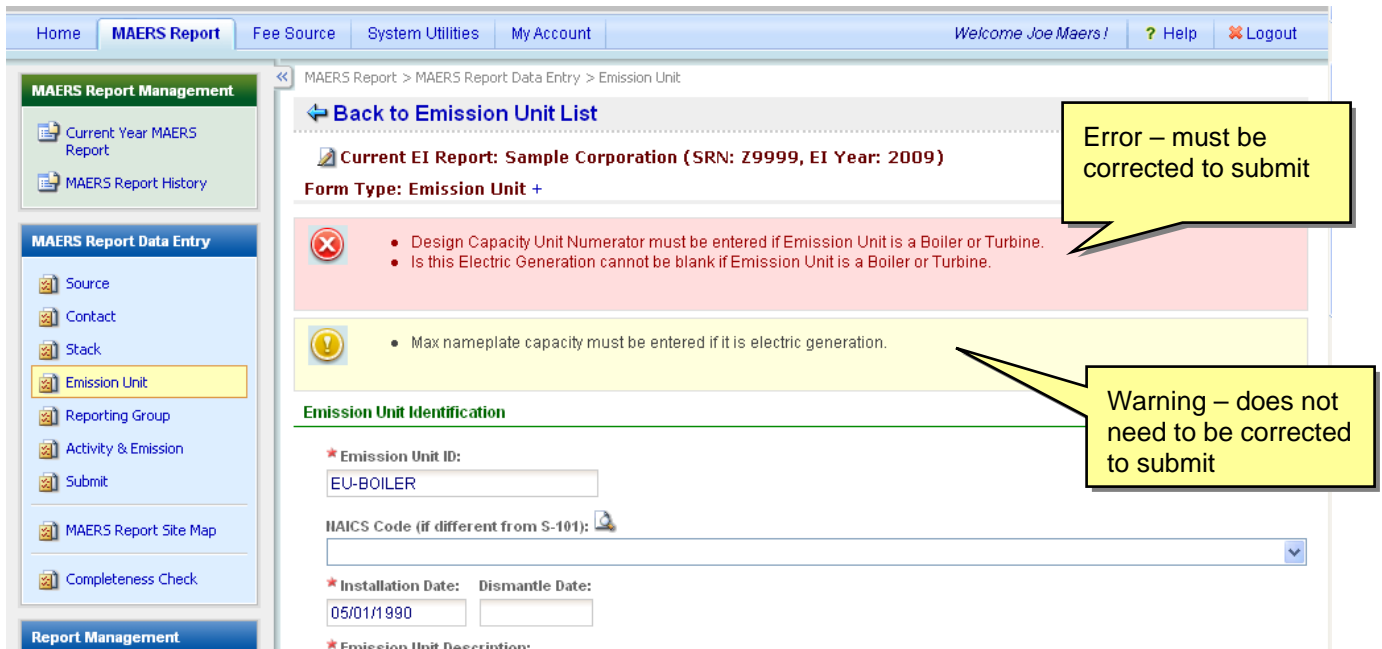 Home MAERS Report Fee Source System Utilities My Account Welcome Joe Maers! ? Help Logout
MAERS Report Management
Current Year MAERS
Report
MAERS Report History
MAERS Report Data Entry
Source
Contact
Stack
Emission Unit
Reporting Group
Activity & Emission
Submit
MAERS Report Site Map
Completeness Check
Report Management
MAERS Report > MAERS Report Data Entry > Emission Unit
Back to Emission Unit List
Current EI Report: Sample Corporation (SRN: Z9999, EI Year: 2009)
Form Type: Emission Unit +
Error – must be
corrected to submit
• Design Capacity Unit Numerator must be entered if Emission Unit is a Boiler or Turbine.
• Is this Electric Generation cannot be blank if Emission Unit is a Boiler or Turbine.
• Max nameplate capacity must be entered if it is electric generation.
Warning – does not
need to be corrected
to submit
Emission Unit Identification
* Emission Unit ID:
EU-BOILER
NAICS Code (if different from S-101):
* Installation Date: Dismantle Date:
05/01/1990
* Emission Unit Description: